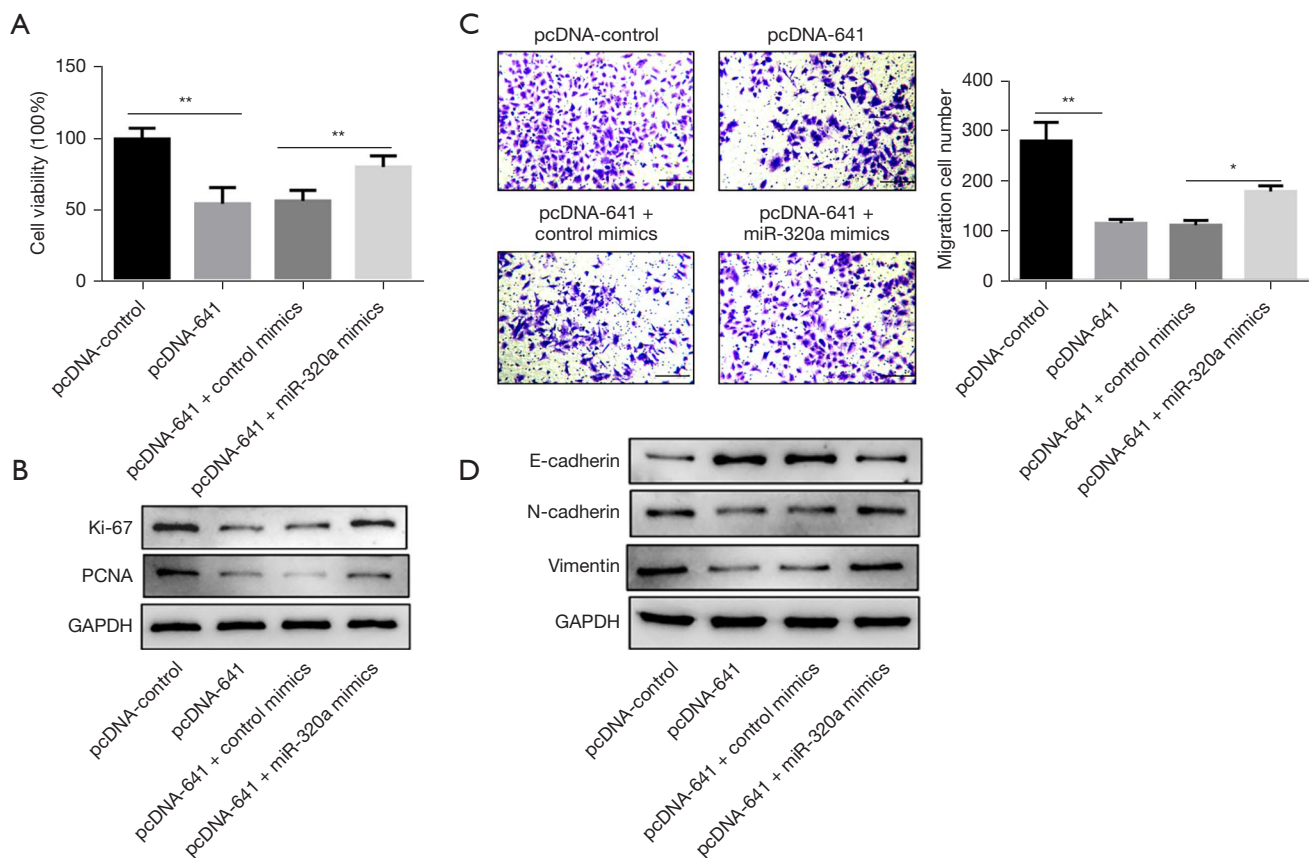 A
Cell viability (100%)
150
100
50
0
**
**
pcDNA-control
pcDNA-641
pcDNA-641 + control mimics
pcDNA-641 + miR-320a mimics
B
Ki-67
PCNA
GAPDH
pcDNA-control
pcDNA-641
pcDNA-641 + control mimics
pcDNA-641 + miR-320a mimics
C
pcDNA-control
pcDNA-641
pcDNA-641 +
control mimics
pcDNA-641 +
miR-320a mimics
Migration cell number
400
300
200
100
0
**
*
pcDNA-control
pcDNA-641
pcDNA-641 + control mimics
pcDNA-641 + miR-320a mimics
D
E-cadherin
N-cadherin
Vimentin
GAPDH
pcDNA-control
pcDNA-641
pcDNA-641 + control mimics
pcDNA-641 + miR-320a mimics